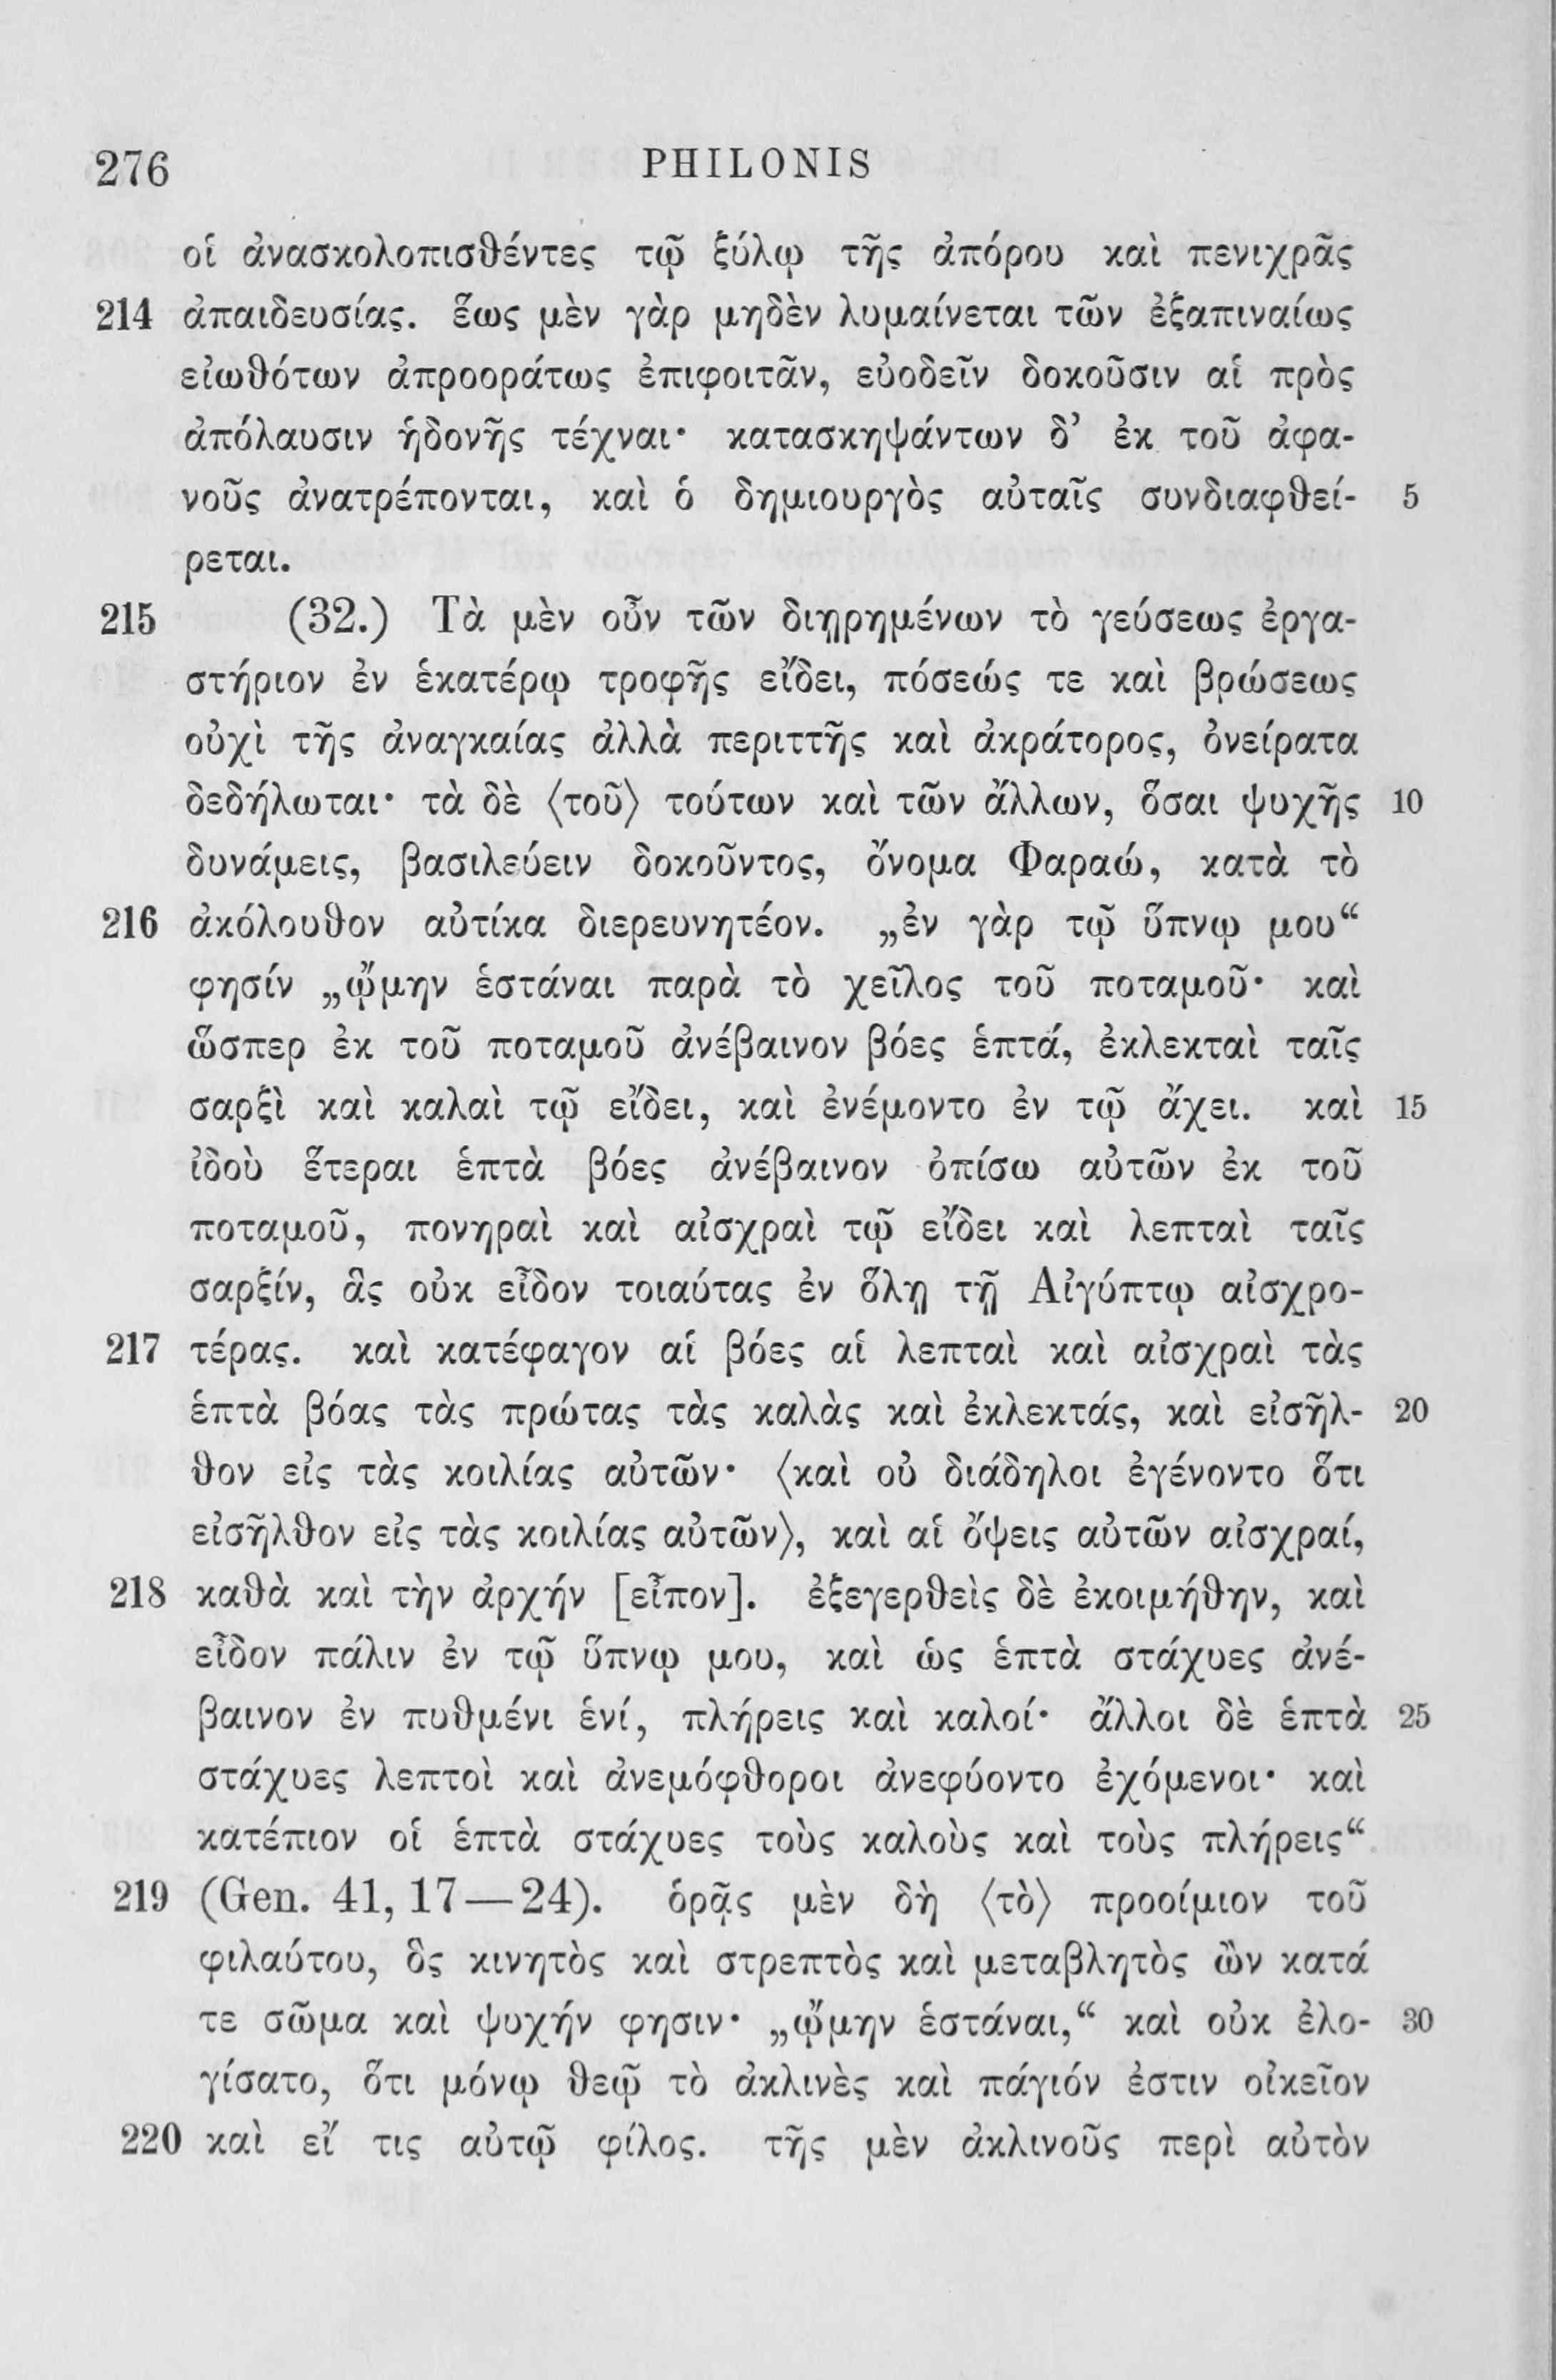 276 PHILONIS
οἱ ἀνασκολοπισθέντες τῷ ξύλῳ τῆς ἀπόρου καὶ πενιχρᾶς
214 ἀπαιδευσίας. ἕως μὲν γὰρ μηδὲν λυμαίνεται τῶν ἐξαπιναίως
εἰωθότων ἀπροοράτως ἐπιφοιτᾶν, εὐοδεῖν δοκοῦσιν αἱ πρὸς
ἀπόλαυσιν ἡδονῆς τέχναι· κατασκηψάντων δ’ ἐκ τοῦ ἀφα-
νοῦς ἀνατρέπονται, καὶ ὁ δημιουργὸς αὐταῖς συνδιαφθεί- 5
ρεται.
215 (32.) Τὰ μὲν οὖν τῶν διῃρημένων τὸ γεύσεως ἐργα-
στήριον ἐν ἑκατέρῳ τροφῆς εἴδει, πόσεώς τε καὶ βρώσεως
οὐχὶ τῆς ἀναγκαίας ἀλλὰ περιττῆς καὶ ἀκράτορος, ὀνείρατα
δεδήλωται· τὰ δὲ ⟨τοῦ⟩ τούτων καὶ τῶν ἄλλων, ὅσαι ψυχῆς 10
δυνάμεις, βασιλεύειν δοκοῦντος, ὄνομα Φαραώ, κατὰ τὸ
216 ἀκόλουθον αὐτίκα διερευνητέον. „ἐν γὰρ τῷ ὕπνῳ μου“
φησίν „ᾤμην ἑστάναι παρὰ τὸ χεῖλος τοῦ ποταμοῦ· καὶ
ὥσπερ ἐκ τοῦ ποταμοῦ ἀνέβαινον βόες ἑπτά, ἐκλεκταὶ ταῖς
σαρξὶ καὶ καλαὶ τῷ εἴδει, καὶ ἐνέμοντο ἐν τῷ ἄχει. καὶ 15
ἰδοὺ ἕτεραι ἑπτὰ βόες ἀνέβαινον ὀπίσω αὐτῶν ἐκ τοῦ
ποταμοῦ, πονηραὶ καὶ αἰσχραὶ τῷ εἴδει καὶ λεπταὶ ταῖς
σαρξίν, ἃς οὐκ εἶδον τοιαύτας ἐν ὅλῃ τῇ Αἰγύπτῳ αἰσχρο-
217 τέρας. καὶ κατέφαγον αἱ βόες αἱ λεπταὶ καὶ αἰσχραὶ τὰς
ἑπτὰ βόας τὰς πρώτας τὰς καλὰς καὶ ἐκλεκτάς, καὶ εἰσῆλ- 20
θον εἰς τὰς κοιλίας αὐτῶν· ⟨καὶ οὐ διάδηλοι ἐγένοντο ὅτι
εἰσῆλθον εἰς τὰς κοιλίας αὐτῶν⟩, καὶ αἱ ὄψεις αὐτῶν αἰσχραί,
218 καθὰ καὶ τὴν ἀρχήν [εἶπον]. ἐξεγερθεὶς δὲ ἐκοιμήθην, καὶ
εἶδον πάλιν ἐν τῷ ὕπνῳ μου, καὶ ὡς ἑπτὰ στάχυες ἀνέ-
βαινον ἐν πυθμένι ἑνί, πλήρεις καὶ καλοί· ἄλλοι δὲ ἑπτὰ 25
στάχυες λεπτοὶ καὶ ἀνεμόφθοροι ἀνεφύοντο ἐχόμενοι· καὶ
κατέπιον οἱ ἑπτὰ στάχυες τοὺς καλοὺς καὶ τοὺς πλήρεις“
219 (Gen. 41, 17—24). ὁρᾷς μὲν δὴ ⟨τὸ⟩ προοίμιον τοῦ
φιλαύτου, ὃς κινητὸς καὶ στρεπτὸς καὶ μεταβλητὸς ὢν κατά
τε σῶμα καὶ ψυχήν φησιν· „ᾤμην ἑστάναι,“ καὶ οὐκ ἐλο- 30
γίσατο, ὅτι μόνῳ θεῷ τὸ ἀκλινὲς καὶ πάγιόν ἐστιν οἰκεῖον
220 καὶ εἴ τις αὐτῷ φίλος. τῆς μὲν ἀκλινοῦς περὶ αὐτὸν